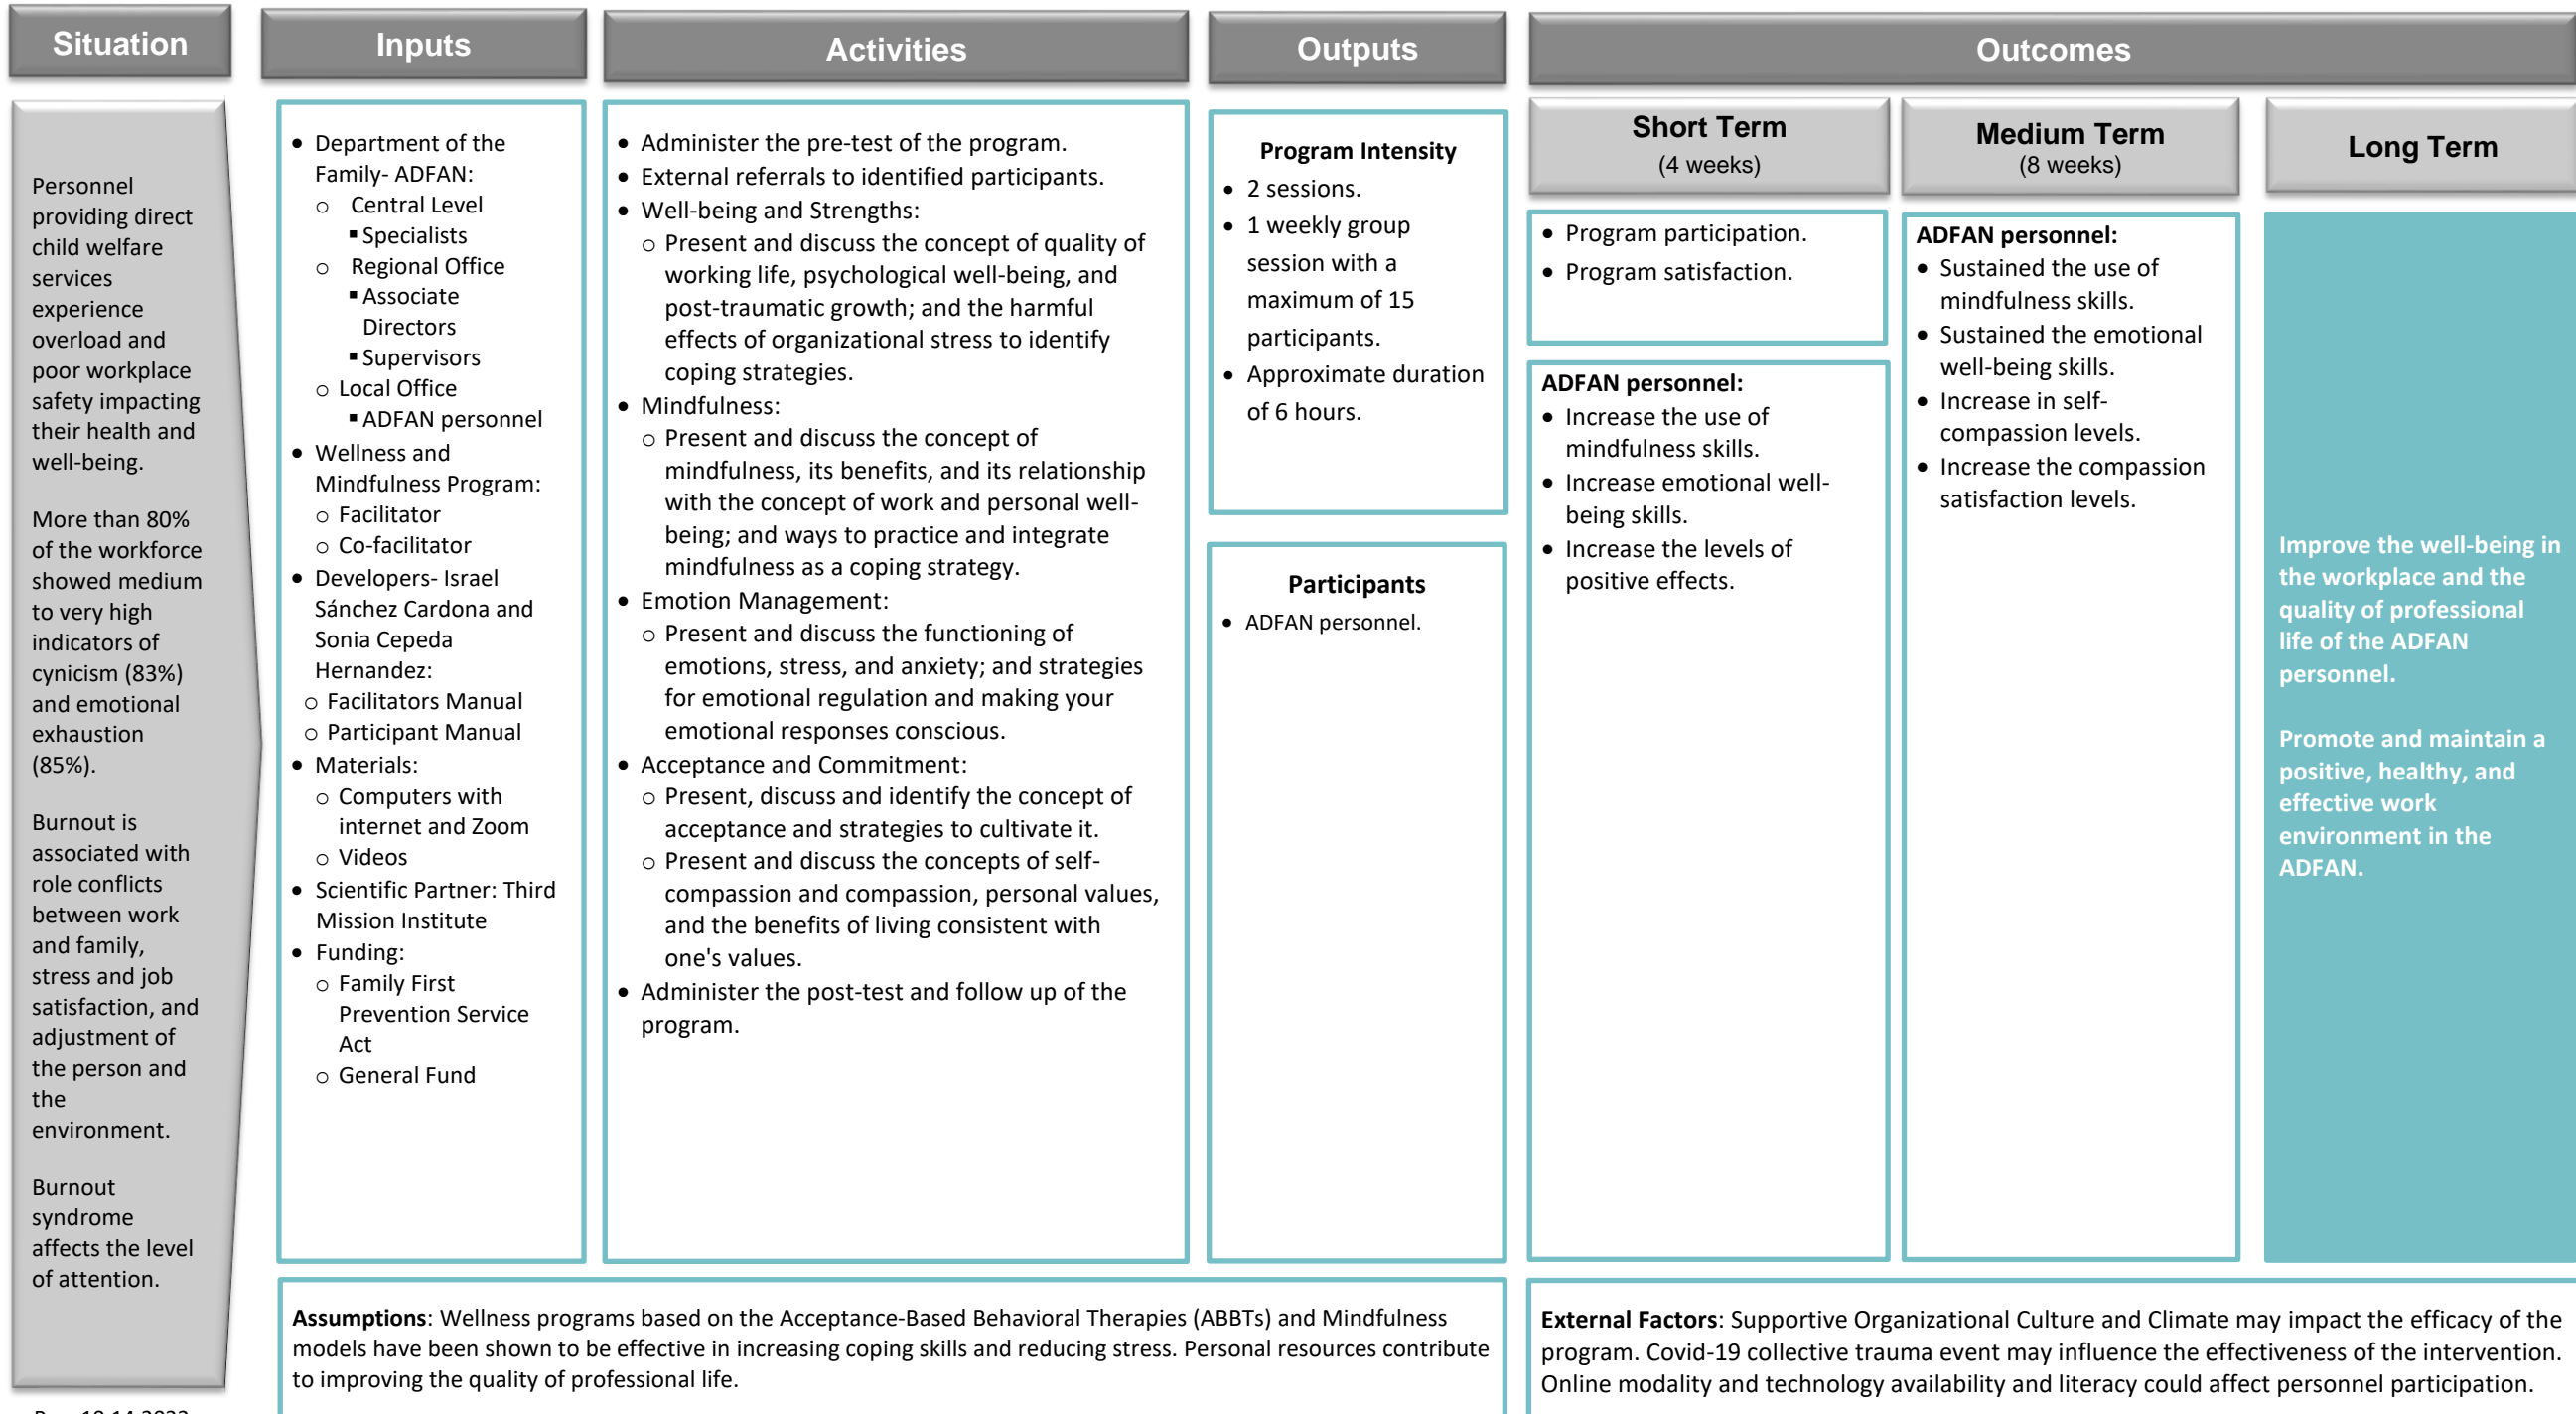 Situation
Inputs
Activities
Outputs
Outcomes
Personnel
providing direct
child welfare
services
experience
overload and
poor workplace
safety impacting
their health and
well-being.
More than 80%
of the workforce
showed medium
to very high
indicators of
cynicism (83%)
and emotional
exhaustion
(85%).
Burnout is
associated with
role conflicts
between work
and family,
stress and job
satisfaction, and
adjustment of
the person and
the
environment.
Burnout
syndrome
affects the level
of attention.
• Department of the
Family- ADFAN:
o Central Level
▪ Specialists
o Regional Office
▪ Associate
Directors
▪ Supervisors
o Local Office
▪ ADFAN personnel
• Wellness and
Mindfulness Program:
o Facilitator
o Co-facilitator
• Developers- Israel
Sánchez Cardona and
Sonia Cepeda
Hernandez:
o Facilitators Manual
o Participant Manual
• Materials:
o Computers with
internet and Zoom
o Videos
• Scientific Partner: Third
Mission Institute
• Funding:
o Family First
Prevention Service
Act
o General Fund
• Administer the pre-test of the program.
• External referrals to identified participants.
• Well-being and Strengths:
o Present and discuss the concept of quality of
working life, psychological well-being, and
post-traumatic growth; and the harmful
effects of organizational stress to identify
coping strategies.
• Mindfulness:
o Present and discuss the concept of
mindfulness, its benefits, and its relationship
with the concept of work and personal well-
being; and ways to practice and integrate
mindfulness as a coping strategy.
• Emotion Management:
o Present and discuss the functioning of
emotions, stress, and anxiety; and strategies
for emotional regulation and making your
emotional responses conscious.
• Acceptance and Commitment:
o Present, discuss and identify the concept of
acceptance and strategies to cultivate it.
o Present and discuss the concepts of self-
compassion and compassion, personal values,
and the benefits of living consistent with
one's values.
• Administer the post-test and follow up of the
program.
Program Intensity
• 2 sessions.
• 1 weekly group
session with a
maximum of 15
participants.
• Approximate duration
of 6 hours.
Participants
• ADFAN personnel.
Short Term
(4 weeks)
• Program participation.
• Program satisfaction.
ADFAN personnel:
• Increase the use of
mindfulness skills.
• Increase emotional well-
being skills.
• Increase the levels of
positive effects.
Medium Term
(8 weeks)
ADFAN personnel:
• Sustained the use of
mindfulness skills.
• Sustained the emotional
well-being skills.
• Increase in self-
compassion levels.
• Increase the compassion
satisfaction levels.
Long Term
Improve the well-being in
the workplace and the
quality of professional
life of the ADFAN
personnel.
Promote and maintain a
positive, healthy, and
effective work
environment in the
ADFAN.
Assumptions: Wellness programs based on the Acceptance-Based Behavioral Therapies (ABBTs) and Mindfulness
models have been shown to be effective in increasing coping skills and reducing stress. Personal resources contribute
to improving the quality of professional life.
External Factors: Supportive Organizational Culture and Climate may impact the efficacy of the
program. Covid-19 collective trauma event may influence the effectiveness of the intervention.
Online modality and technology availability and literacy could affect personnel participation.